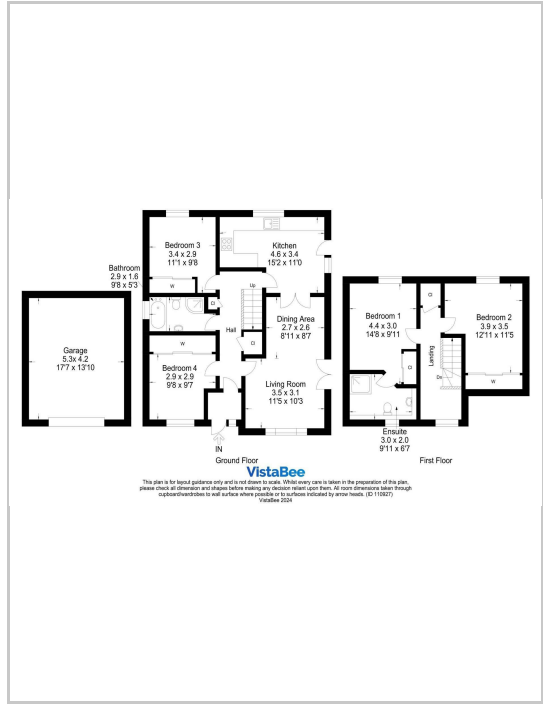 Bedroom 3
3.4 x 2.9
11'1 x 9'8
W
Kitchen
4.6 x 3.4
15'2 x 11'0
Bathroom
2.9 x 1.6
9'8 x 5'3
Up
Cl
Hall
Dining Area
2.7 x 2.6
8'11 x 8'7
Garage
5.3x 4.2
17'7 x 13'10
W
Cl
Bedroom 4
2.9 x 2.9
9'8 x 9'7
Living Room
3.5 x 3.1
11'5 x 10'3
IN
Ground Floor
Bedroom 1
4.4 x 3.0
14'8 x 9'11
Cl
Landing
Bedroom 2
3.9 x 3.5
12'11 x 11'5
Dn
Cl
W
Ensuite
3.0 x 2.0
9'11 x 6'7
First Floor
VistaBee
This plan is for layout guidance only and is not drawn to scale. Whilst every care is taken in the preparation of this plan,
please check all dimension and shapes before making any decision reliant upon them. All room dimensions taken through
cupboard/wardrobes to wall surface where possible or to surfaces indicated by arrow heads. (ID 110927)
VistaBee 2024